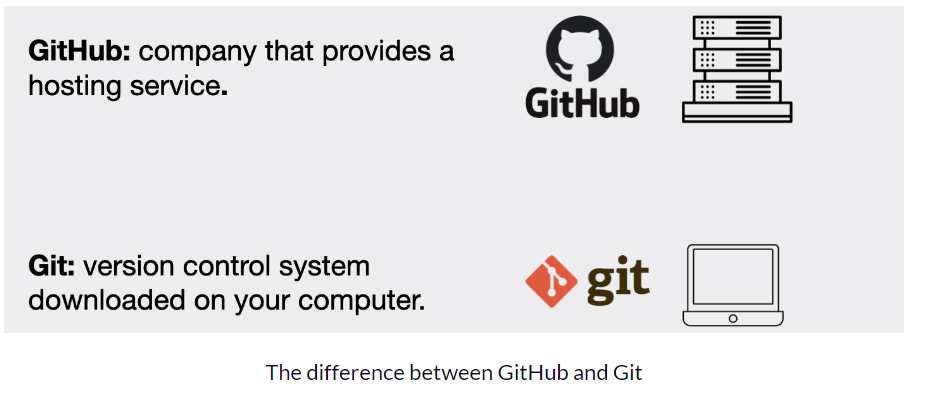 GitHub: company that provides a
hosting service.
GitHub
Git: version control system
downloaded on your computer.
git
The difference between GitHub and Git